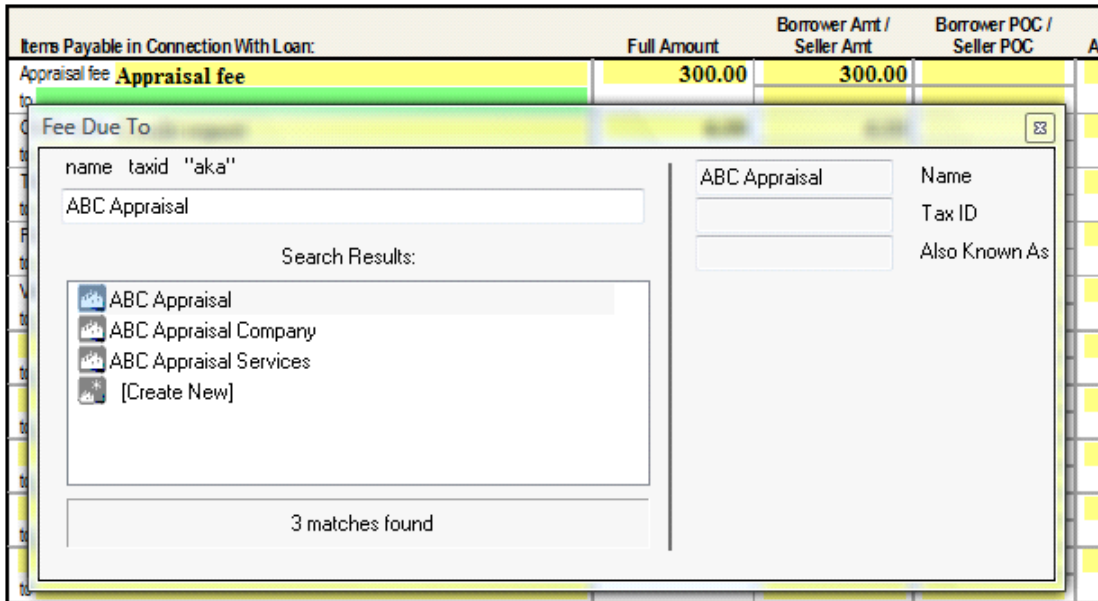 Borrower Amt / Borrower POC /
Items Payable in Connection With Loan: Full Amount Seller Amt Seller POC A
Appraisal fee Appraisal fee 300.00 300.00
to
Fee Due To
name taxid "aka"
ABC Appraisal
Search Results:
ABC Appraisal
ABC Appraisal Company
ABC Appraisal Services
[Create New]
3 matches found
ABC Appraisal Name
Tax ID
Also Known As